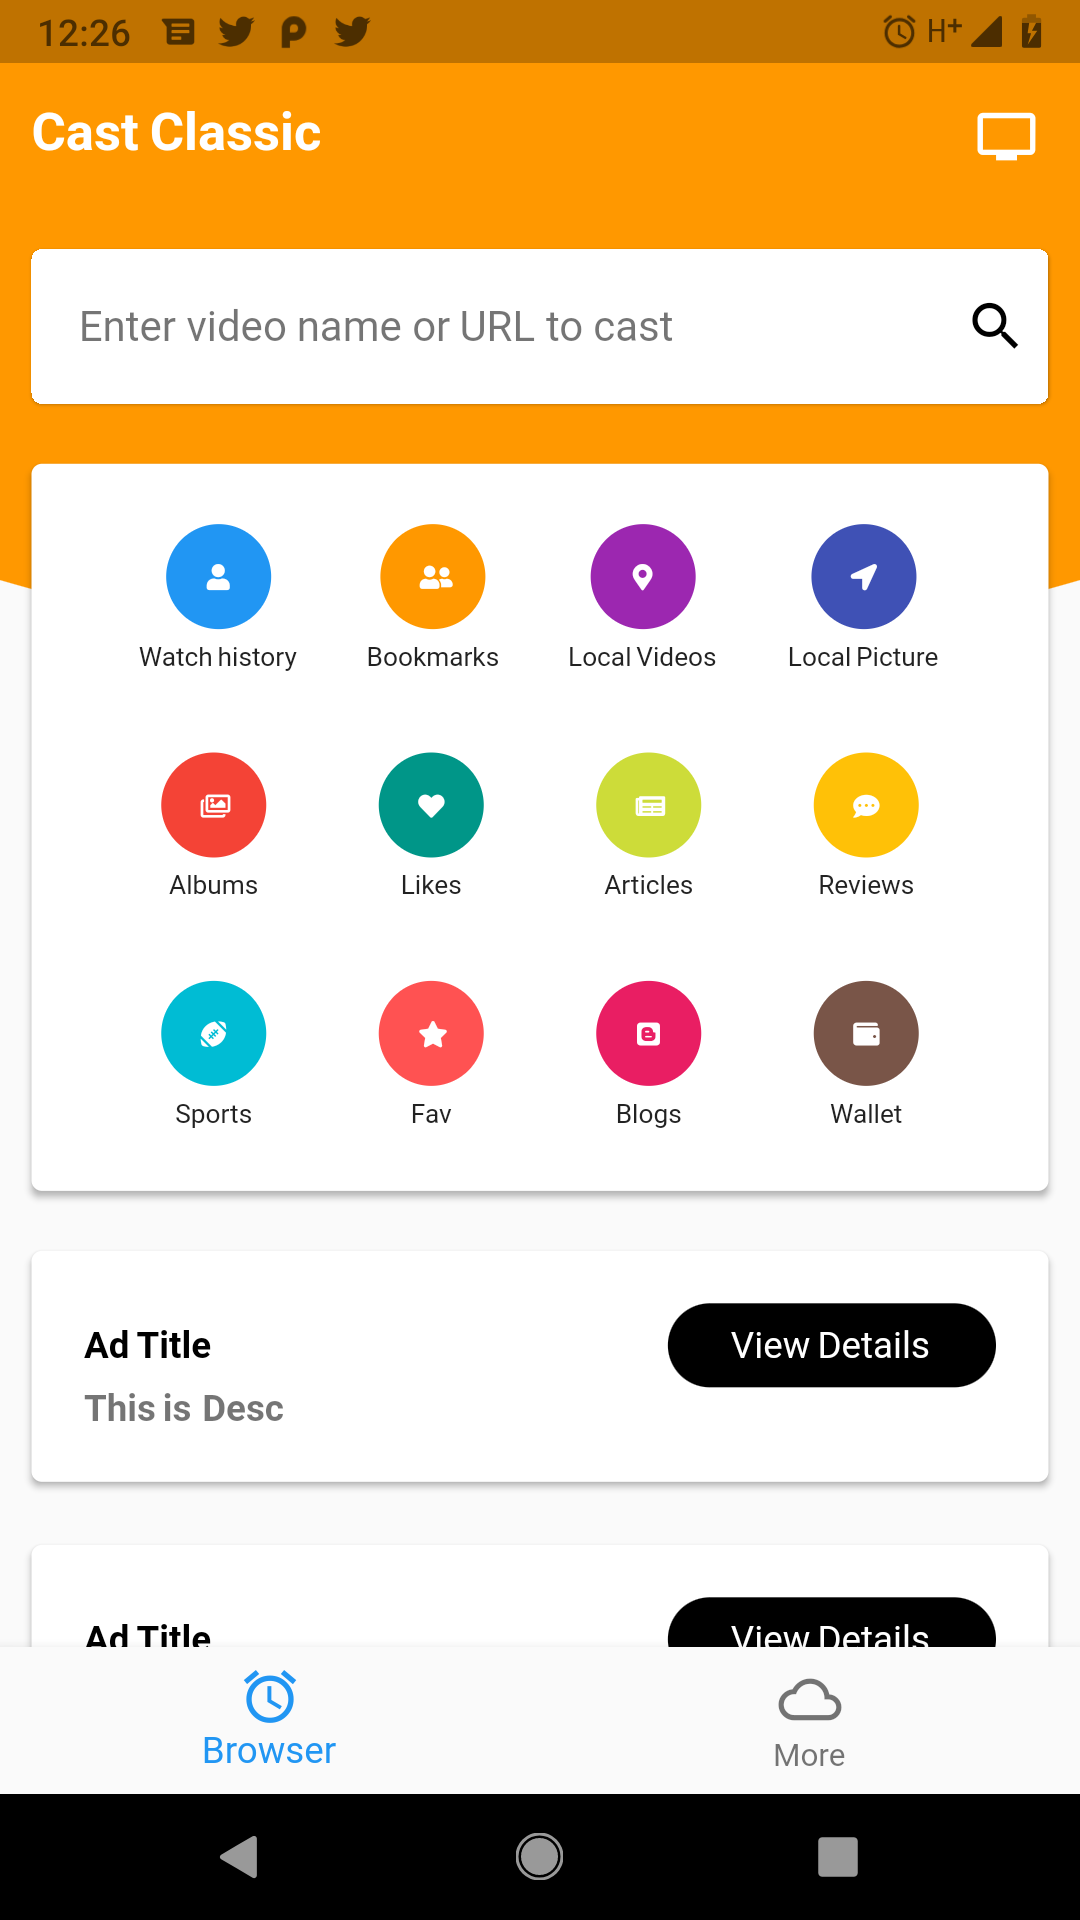 12:26
H+
Cast Classic
Enter video name or URL to cast
Watch history Bookmarks Local Videos Local Picture
Albums Likes Articles Reviews
Sports Fav Blogs Wallet
Ad Title View Details
This is Desc
Ad Title View Details
Browser More